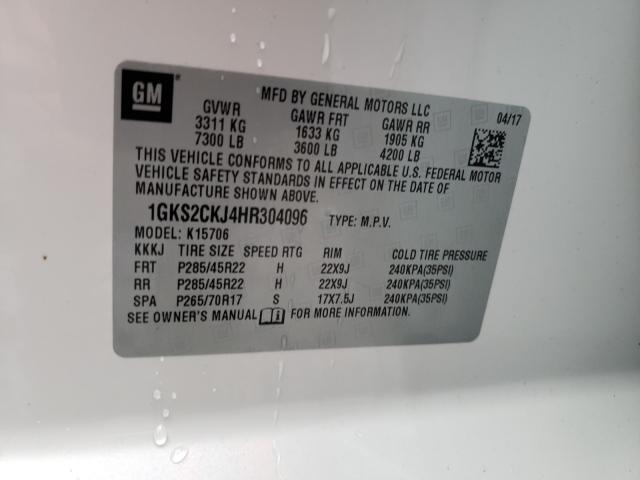 GM
MFD BY GENERAL MOTORS LLC
04/17
GVWR GAWR FRT GAWR RR
3311 KG 1633 KG 1905 KG
7300 LB 3600 LB 4200 LB
THIS VEHICLE CONFORMS TO ALL APPLICABLE U.S. FEDERAL MOTOR
VEHICLE SAFETY STANDARDS IN EFFECT ON THE DATE OF
MANUFACTURE SHOWN ABOVE.
1GKS2CKJ4HR304096 TYPE: M.P.V.
MODEL: K15706
KKKJ TIRE SIZE SPEED RTG RIM COLD TIRE PRESSURE
FRT P285/45R22 H 22X9J 240KPA(35PSI)
RR P285/45R22 H 22X9J 240KPA(35PSI)
SPA P265/70R17 S 17X7.5J 240KPA(35PSI)
SEE OWNER'S MANUAL FOR MORE INFORMATION.